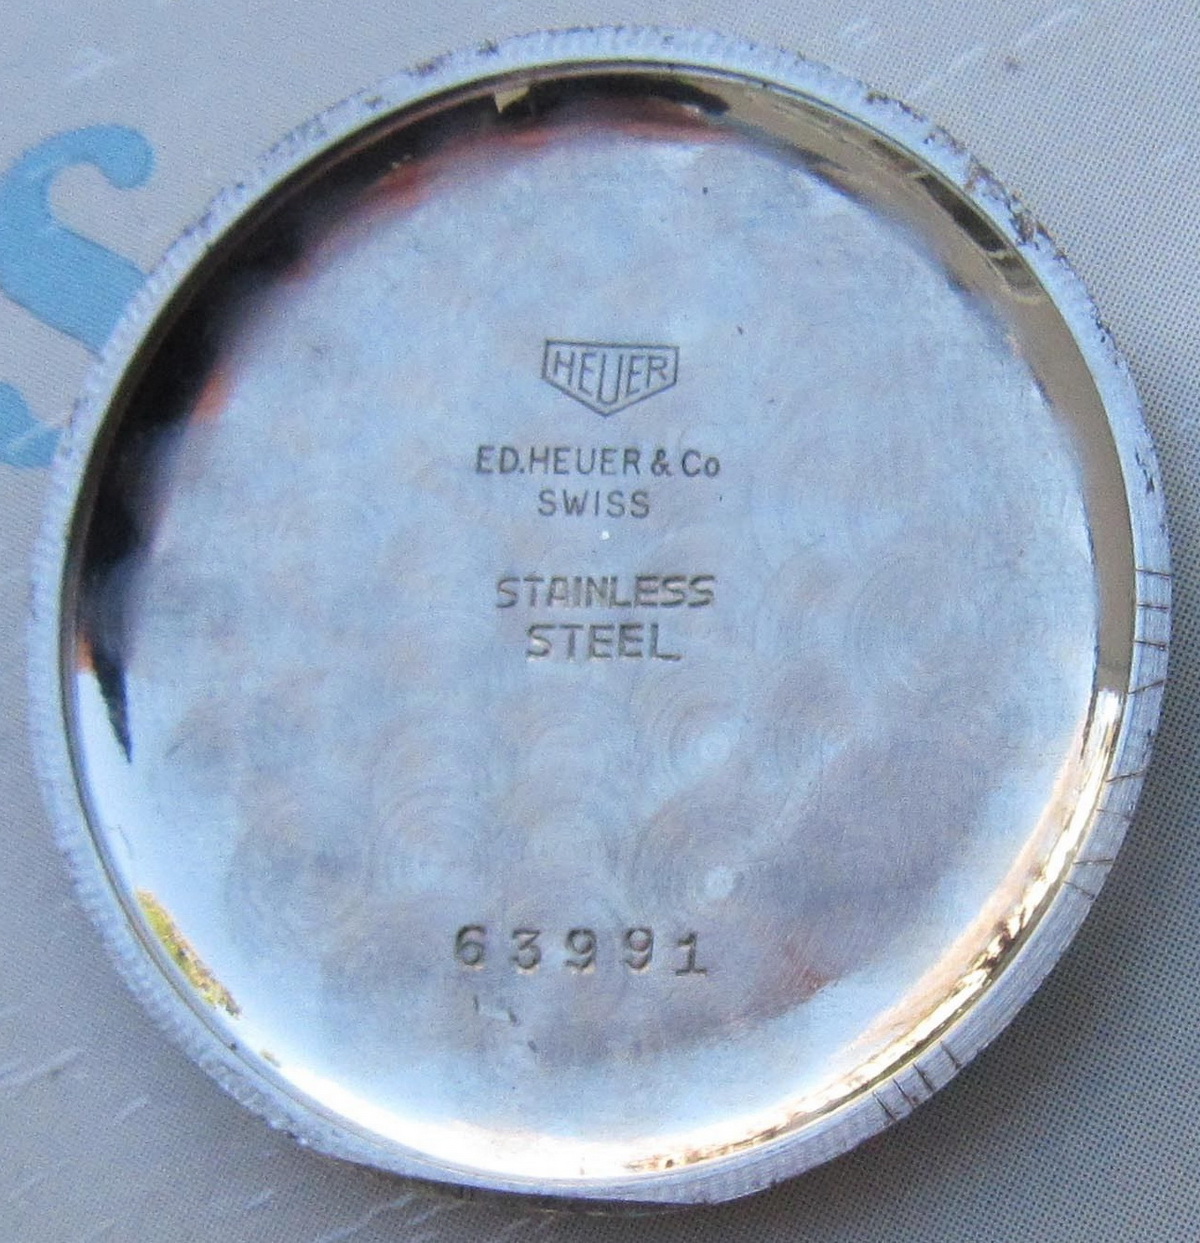 HEUER
ED.HEUER & Co
SWISS
STAINLESS
STEEL
63991